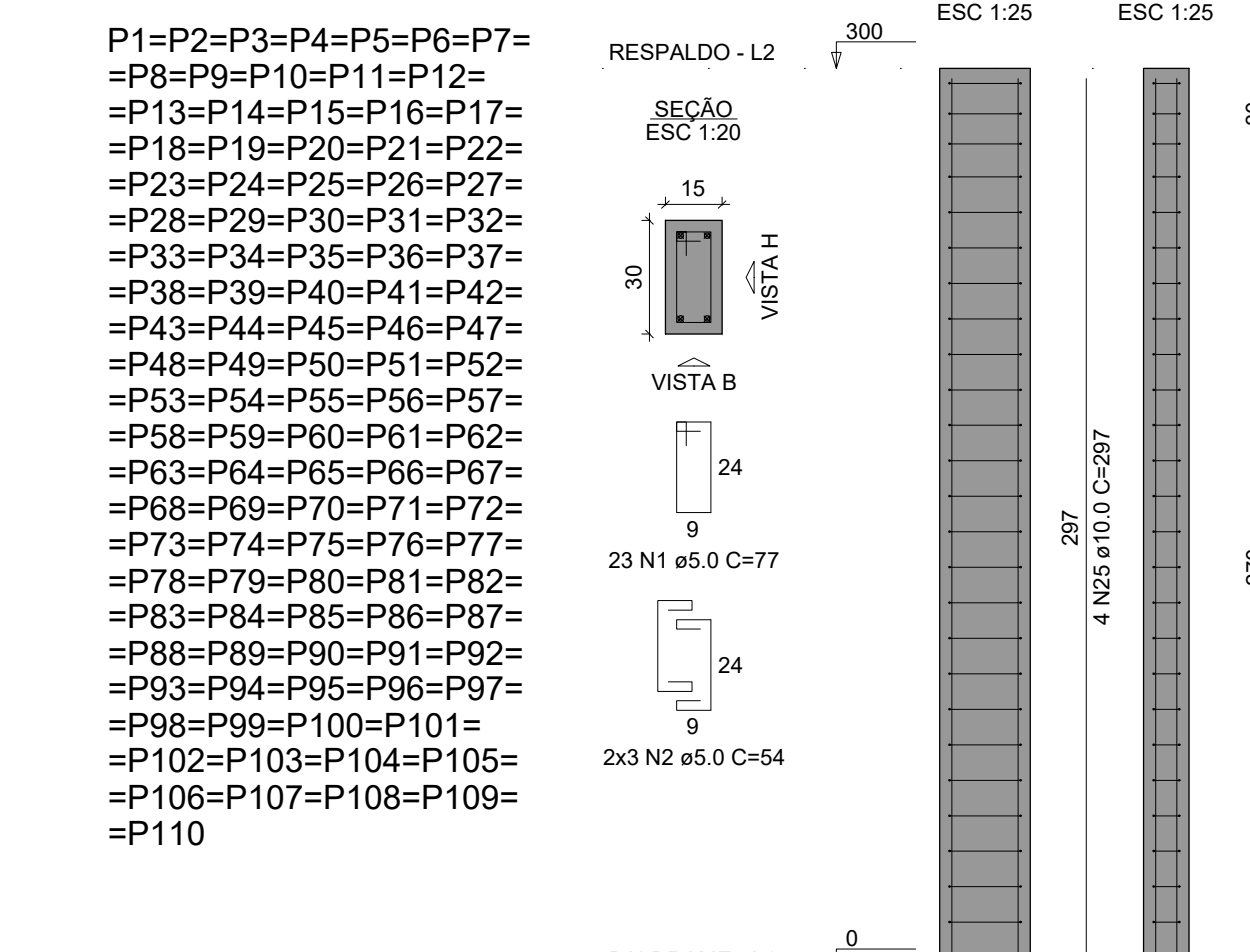 P1=P2=P3=P4=P5=P6=P7=
=P8=P9=P10=P11=P12=
=P13=P14=P15=P16=P17=
=P18=P19=P20=P21=P22=
=P23=P24=P25=P26=P27=
=P28=P29=P30=P31=P32=
=P33=P34=P35=P36=P37=
=P38=P39=P40=P41=P42=
=P43=P44=P45=P46=P47=
=P48=P49=P50=P51=P52=
=P53=P54=P55=P56=P57=
=P58=P59=P60=P61=P62=
=P63=P64=P65=P66=P67=
=P68=P69=P70=P71=P72=
=P73=P74=P75=P76=P77=
=P78=P79=P80=P81=P82=
=P83=P84=P85=P86=P87=
=P88=P89=P90=P91=P92=
=P93=P94=P95=P96=P97=
=P98=P99=P100=P101=
=P102=P103=P104=P105=
=P106=P107=P108=P109=
=P110
RESPALDO - L2
300
SEÇÃO
ESC 1:20
15
30
VISTA H
VISTA B
24
9
23 N1 ø5.0 C=77
24
9
2x3 N2 ø5.0 C=54
0
ESC 1:25
297
4 N25 ø10.0 C=297
ESC 1:25